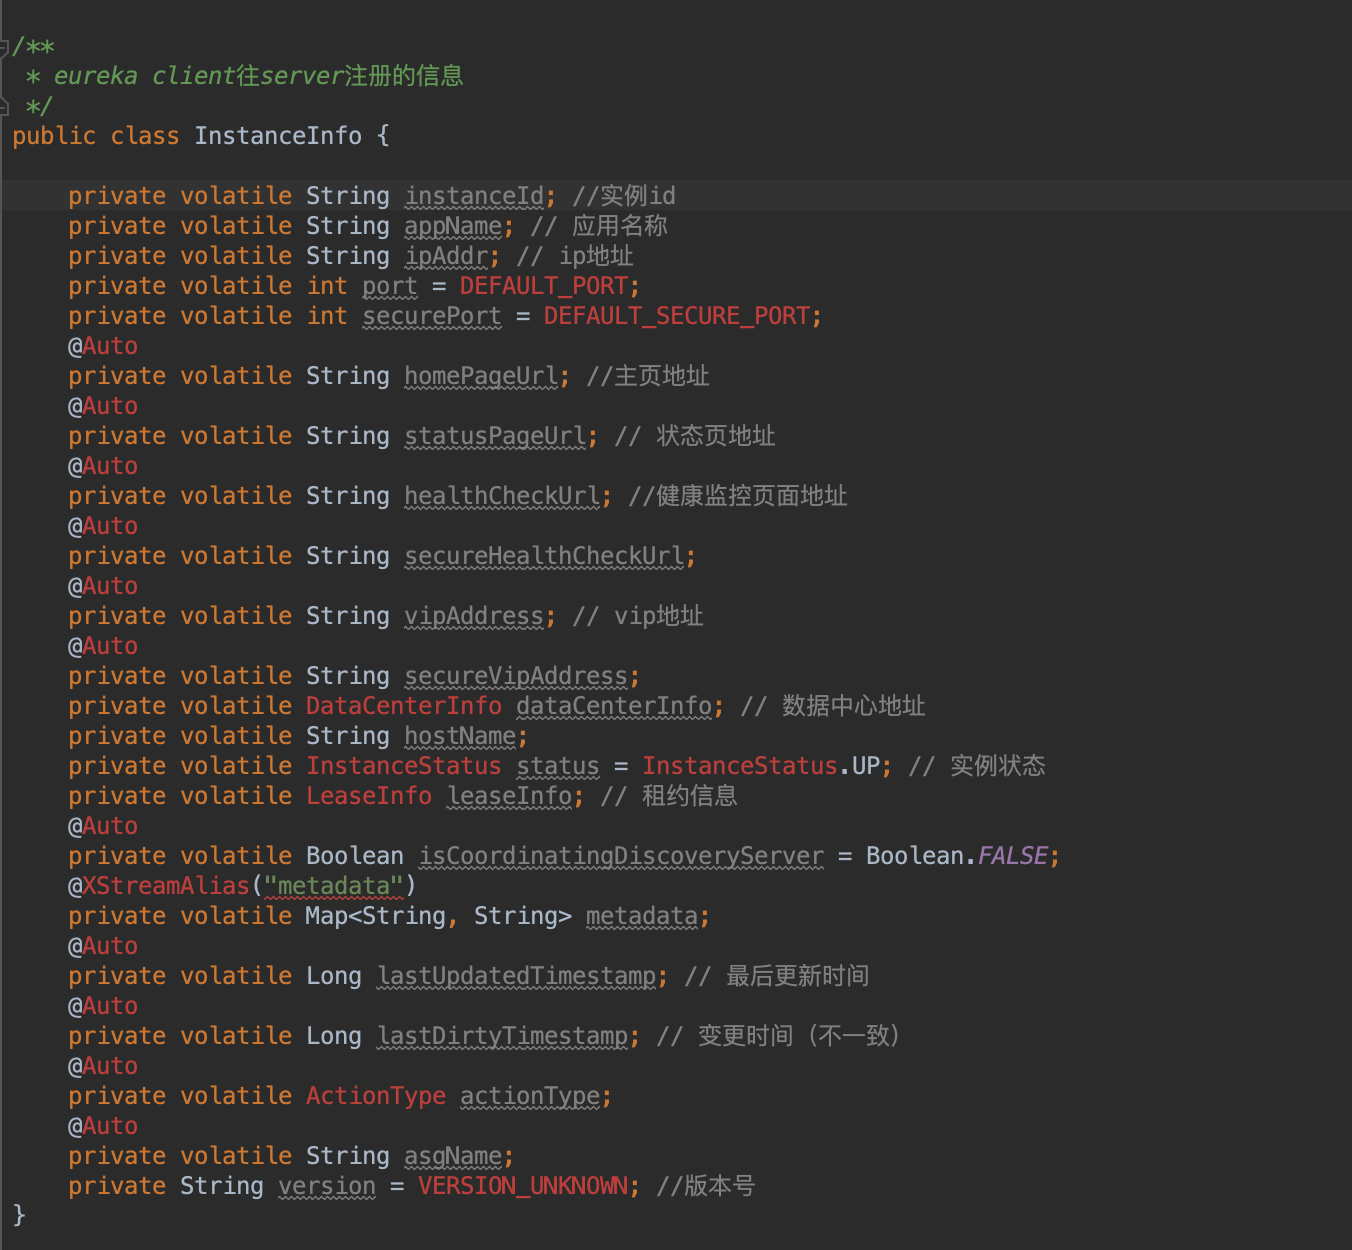 /**
 * eureka client往server注册的信息
 */
public class InstanceInfo {
    private volatile String instanceId; //实例id
    private volatile String appName; // 应用名称
    private volatile String ipAddr; // ip地址
    private volatile int port = DEFAULT_PORT;
    private volatile int securePort = DEFAULT_SECURE_PORT;
    @Auto
    private volatile String homePageUrl; //主页地址
    @Auto
    private volatile String statusPageUrl; // 状态页地址
    @Auto
    private volatile String healthCheckUrl; //健康监控页面地址
    @Auto
    private volatile String secureHealthCheckUrl;
    @Auto
    private volatile String vipAddress; // vip地址
    @Auto
    private volatile String secureVipAddress;
    private volatile DataCenterInfo dataCenterInfo; // 数据中心地址
    private volatile String hostName;
    private volatile InstanceStatus status = InstanceStatus.UP; // 实例状态
    private volatile LeaseInfo leaseInfo; // 租约信息
    @Auto
    private volatile Boolean isCoordinatingDiscoveryServer = Boolean.FALSE;
    @XStreamAlias("metadata")
    private volatile Map<String, String> metadata;
    @Auto
    private volatile Long lastUpdatedTimestamp; // 最后更新时间
    @Auto
    private volatile Long lastDirtyTimestamp; // 变更时间（不一致）
    @Auto
    private volatile ActionType actionType;
    @Auto
    private volatile String asgName;
    private String version = VERSION_UNKNOWN; //版本号
}